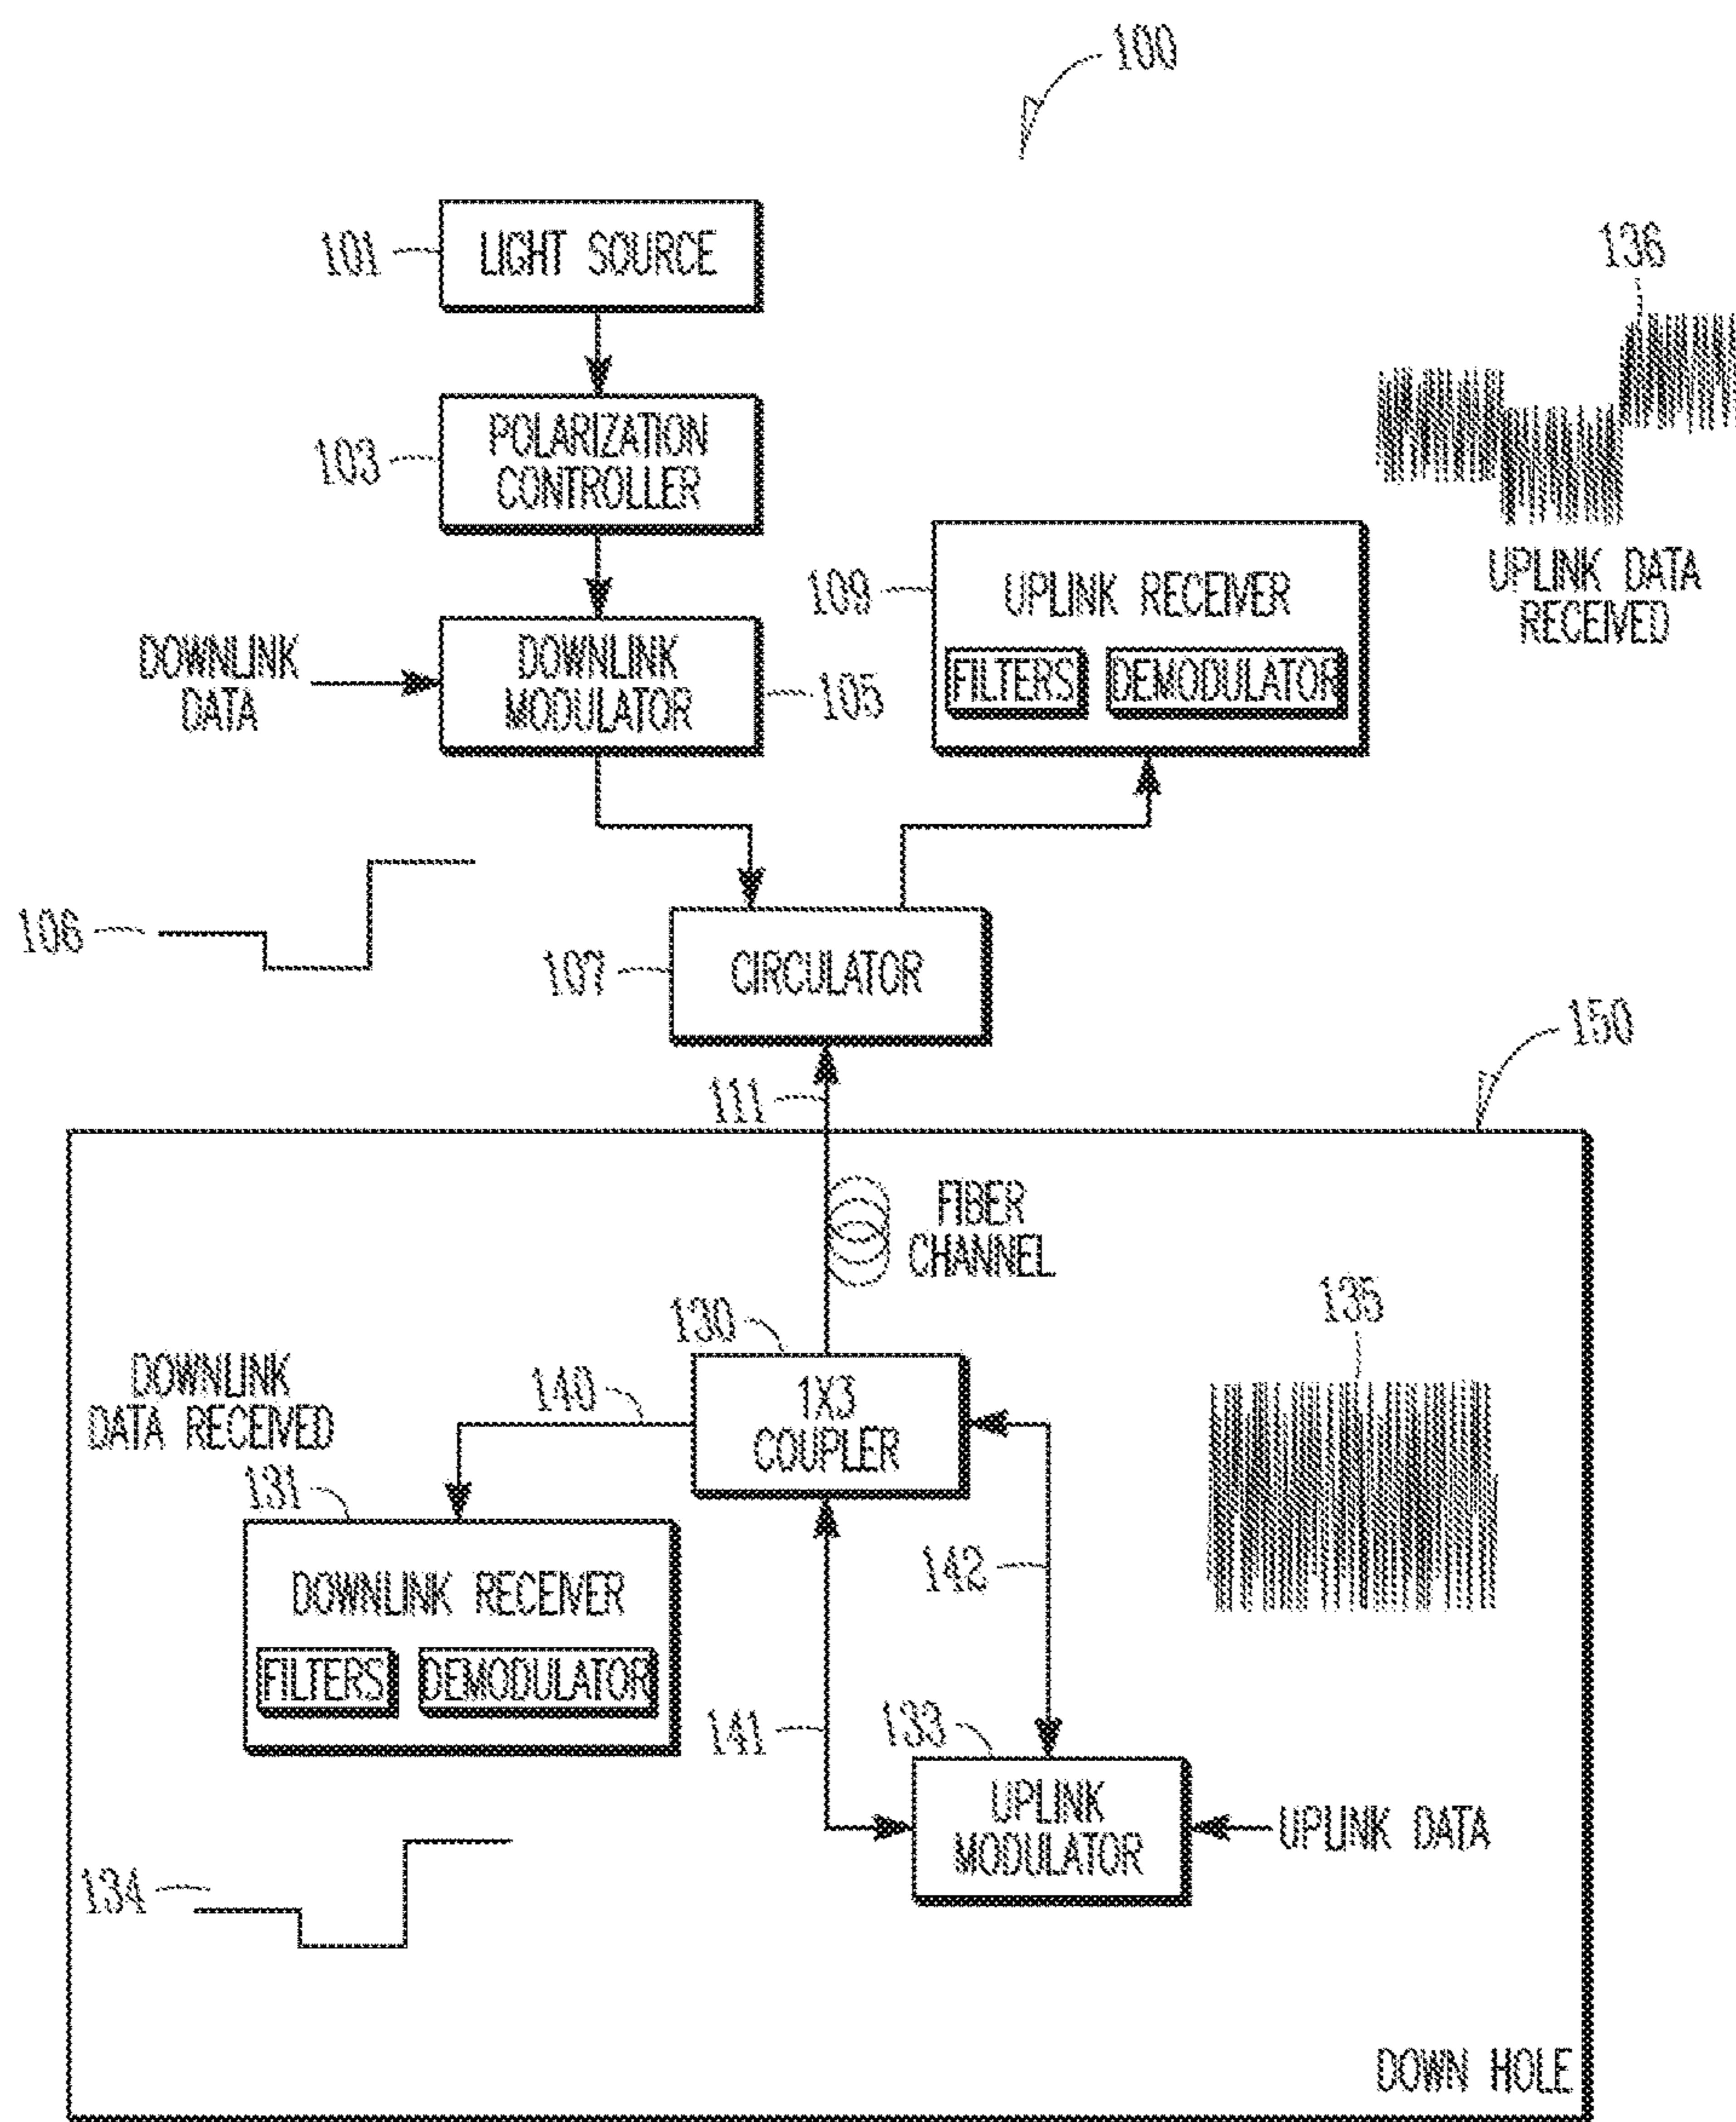 100
101
LIGHT SOURCE
136
103
POLARIZATION
CONTROLLER
DOWNLINK
DATA
DOWNLINK
MODULATOR
105
109
UPLINK RECEIVER
FILTERS
DEMODULATOR
UPLINK DATA
RECEIVED
106
107
CIRCULATOR
111
150
FIBER
CHANNEL
130
1X3
COUPLER
135
DOWNLINK
DATA RECEIVED
140
131
DOWNLINK RECEIVER
FILTERS
DEMODULATOR
142
141
133
UPLINK
MODULATOR
UPLINK DATA
134
DOWN HOLE